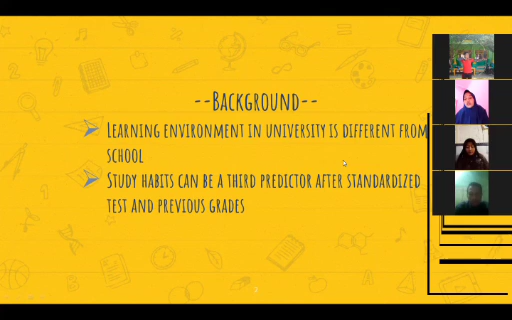 --Background--
Learning environment in university is different from
school
Study habits can be a third predictor after standardized
test and previous grades